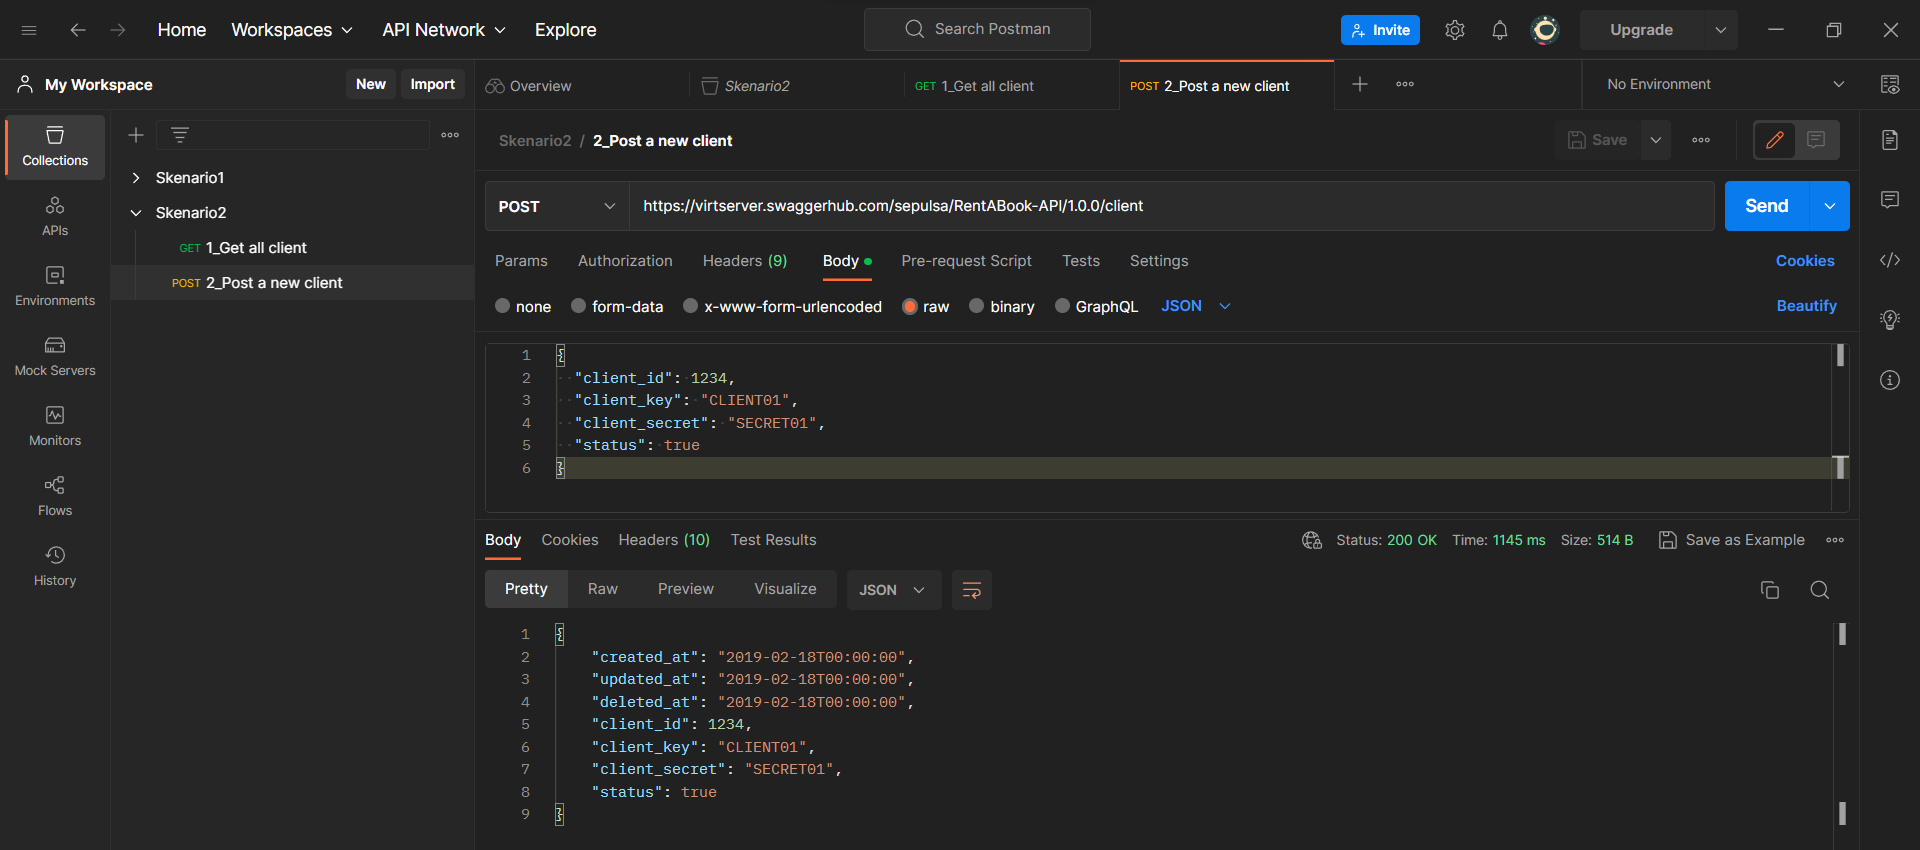 Home Workspaces API Network Explore Search Postman Invite Upgrade
My Workspace New Import Overview Skenario2 GET 1_Get all client POST 2_Post a new client No Environment
Collections
APIs
Environments
Mock Servers
Monitors
Flows
History
Skenario1
Skenario2
GET 1_Get all client
POST 2_Post a new client
Skenario2 / 2_Post a new client Save
POST https://virtserver.swaggerhub.com/sepulsa/RentABook-API/1.0.0/client Send
Params Authorization Headers (9) Body Pre-request Script Tests Settings Cookies
none form-data x-www-form-urlencoded raw binary GraphQL JSON Beautify
1 {
2 "client_id": 1234,
3 "client_key": "CLIENT01",
4 "client_secret": "SECRET01",
5 "status": true
6 }
Body Cookies Headers (10) Test Results Status: 200 OK Time: 1145 ms Size: 514 B Save as Example
Pretty Raw Preview Visualize JSON
1 {
2 "created_at": "2019-02-18T00:00:00",
3 "updated_at": "2019-02-18T00:00:00",
4 "deleted_at": "2019-02-18T00:00:00",
5 "client_id": 1234,
6 "client_key": "CLIENT01",
7 "client_secret": "SECRET01",
8 "status": true
9 }